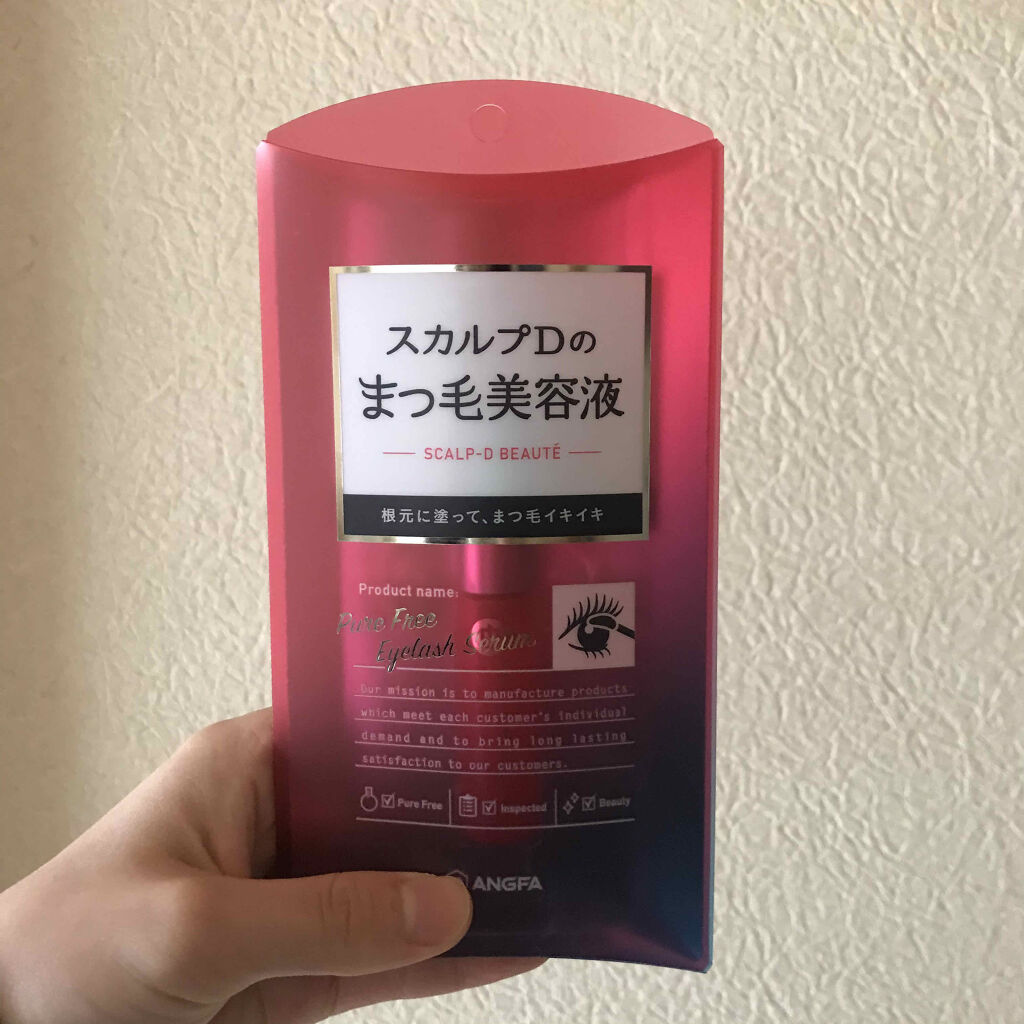 スカルプDの
まつ毛美容液
SCALP-D BEAUTÉ
根元に塗って、まつ毛イキイキ
Product name:
Pure Free
Eyelash Serum
Our mission is to manufacture products
which meet each customer's individual
demand and to bring long lasting
satisfaction to our customers.
Pure Free
Inspected
Beauty
ANGFA